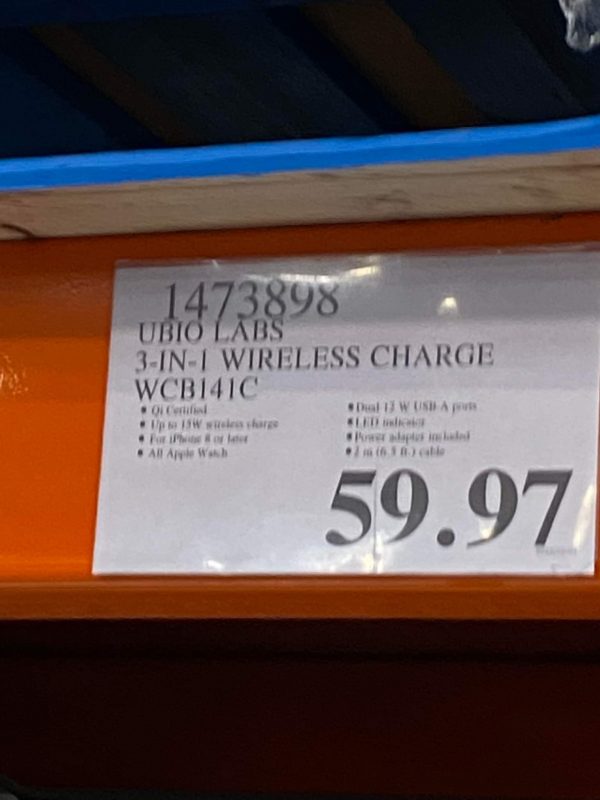 1473898
UBIO LABS
3-IN-1 WIRELESS CHARGE
WCB141C
• Qi Certified
• Up to 15W wireless charge
• For iPhone 8 or later
• All Apple Watch
• Dual 12 W USB-A ports
• LED indicator
• Power adapter included
• 2 m (6.5 ft.) cable
59.97